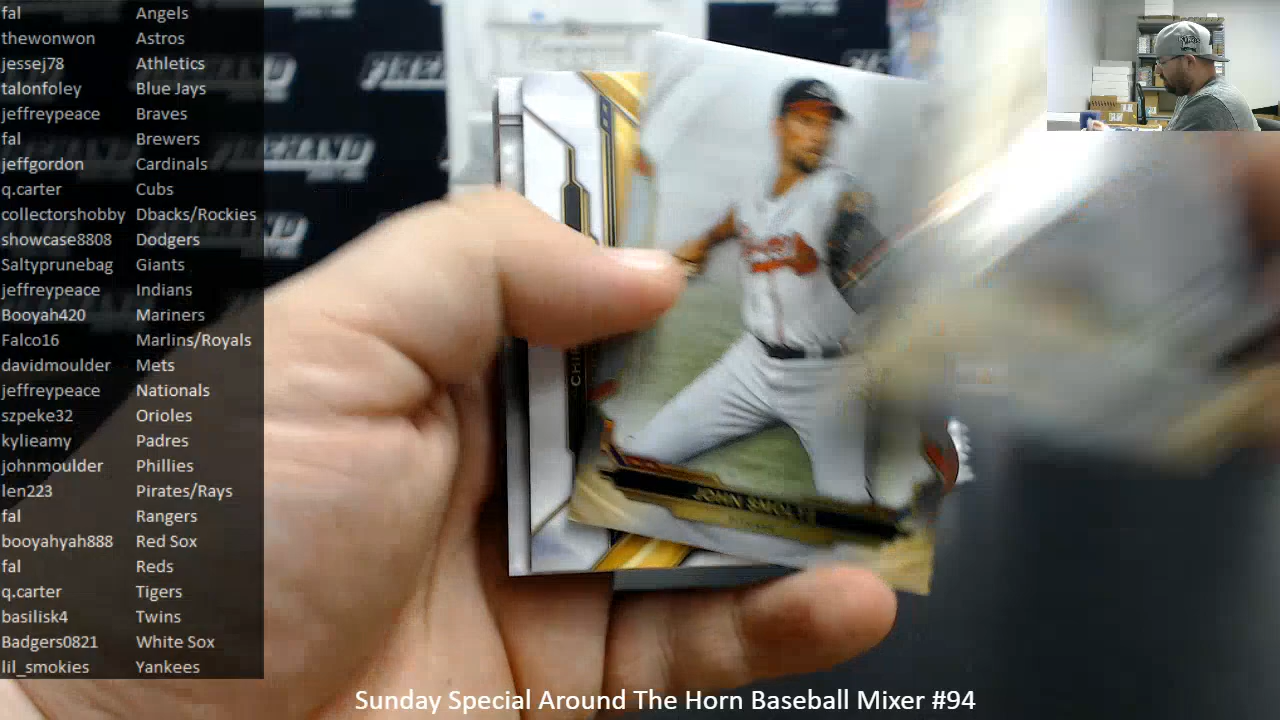 fal Angels
thewonwon Astros
jessej78 Athletics
talonfoley Blue Jays
jeffreypeace Braves
fal Brewers
jeffgordon Cardinals
q.carter Cubs
collectorshobby Dbacks/Rockies
showcase8808 Dodgers
Saltyprunebag Giants
jeffreypeace Indians
Booyah420 Mariners
Falco16 Marlins/Royals
davidmoulder Mets
jeffreypeace Nationals
szpeke32 Orioles
kylieamy Padres
johnmoulder Phillies
len223 Pirates/Rays
fal Rangers
booyahyah888 Red Sox
fal Reds
q.carter Tigers
basilisk4 Twins
Badgers0821 White Sox
lil_smokies Yankees
JOHN SMOLTZ
Sunday Special Around The Horn Baseball Mixer #94